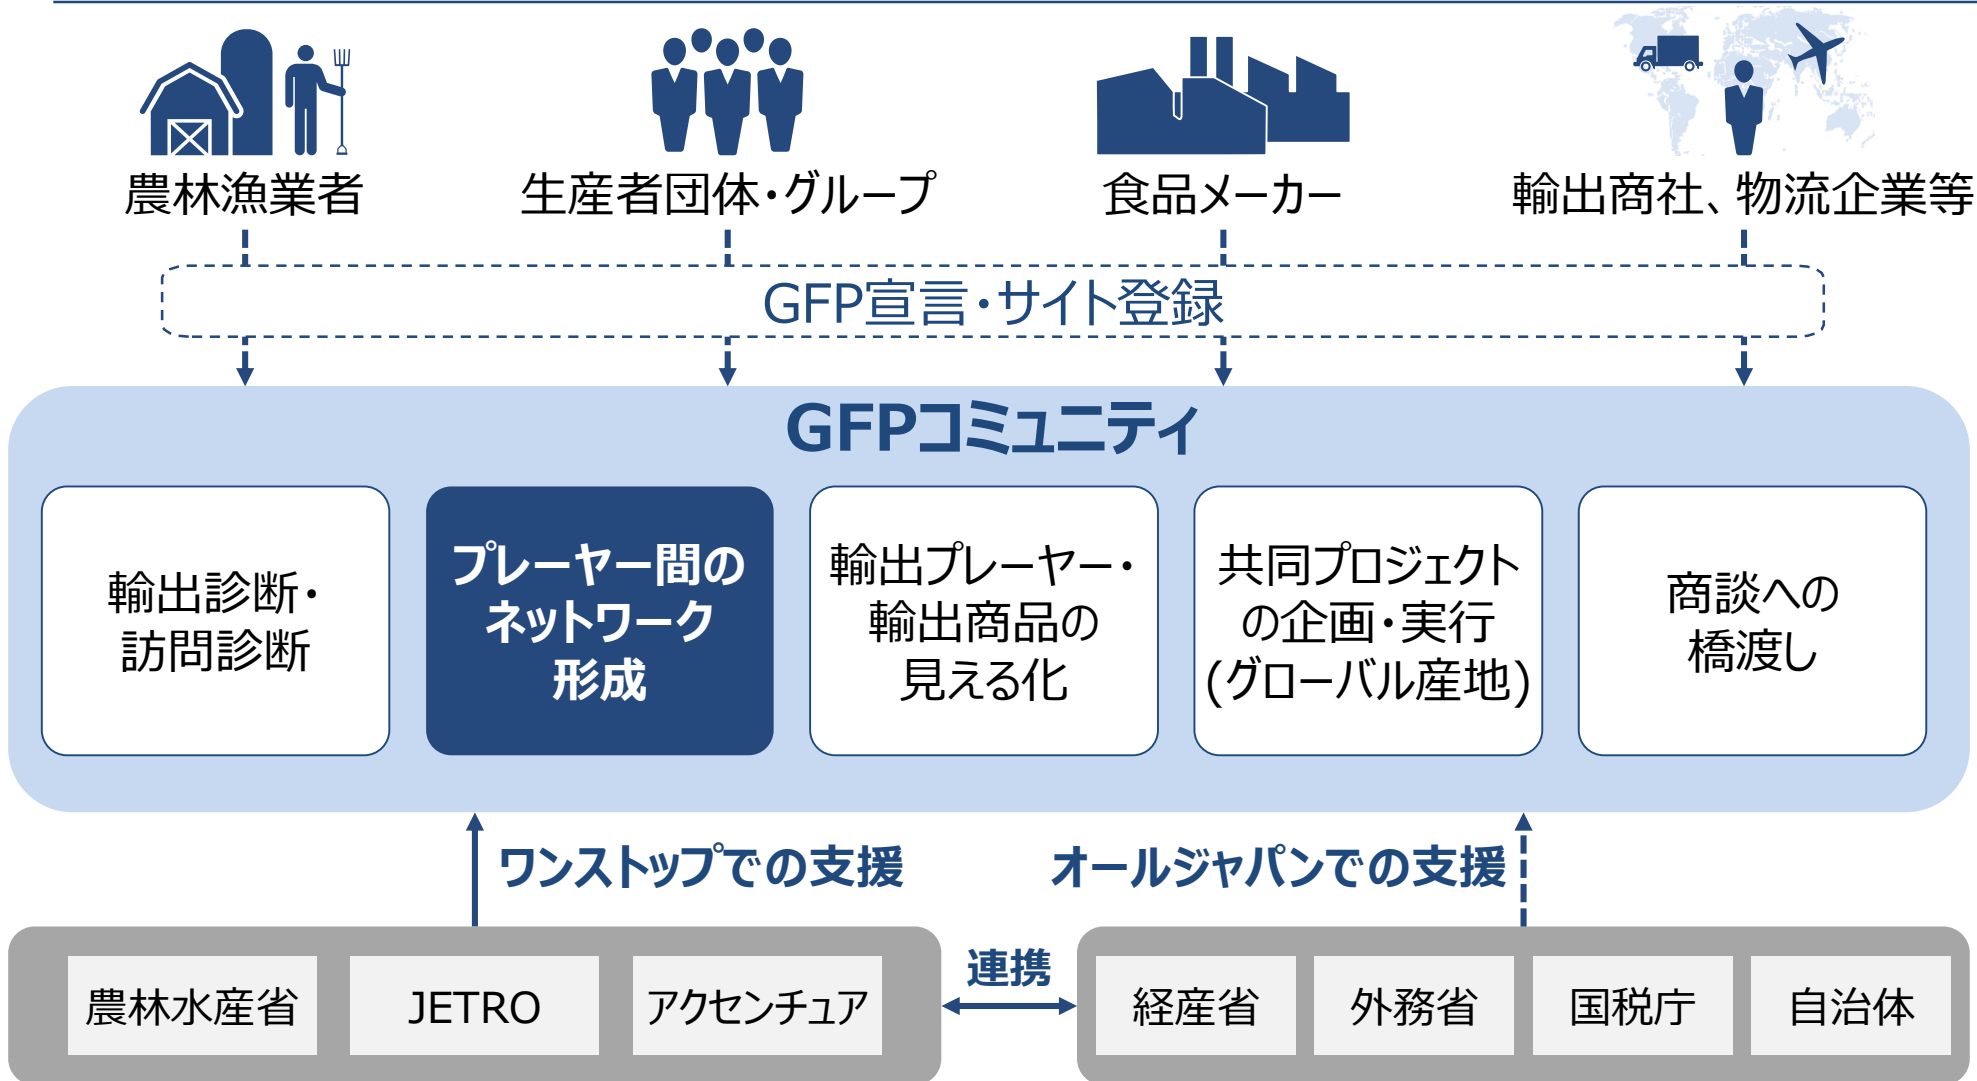 農林漁業者
生産者団体・グループ
食品メーカー
輸出商社、物流企業等
GFP宣言・サイト登録
GFPコミュニティ
輸出診断・
訪問診断
プレーヤー間の
ネットワーク
形成
輸出プレーヤー・
輸出商品の
見える化
共同プロジェクト
の企画・実行
(グローバル産地)
商談への
橋渡し
ワンストップでの支援
オールジャパンでの支援
農林水産省
JETRO
アクセンチュア
連携
経産省
外務省
国税庁
自治体